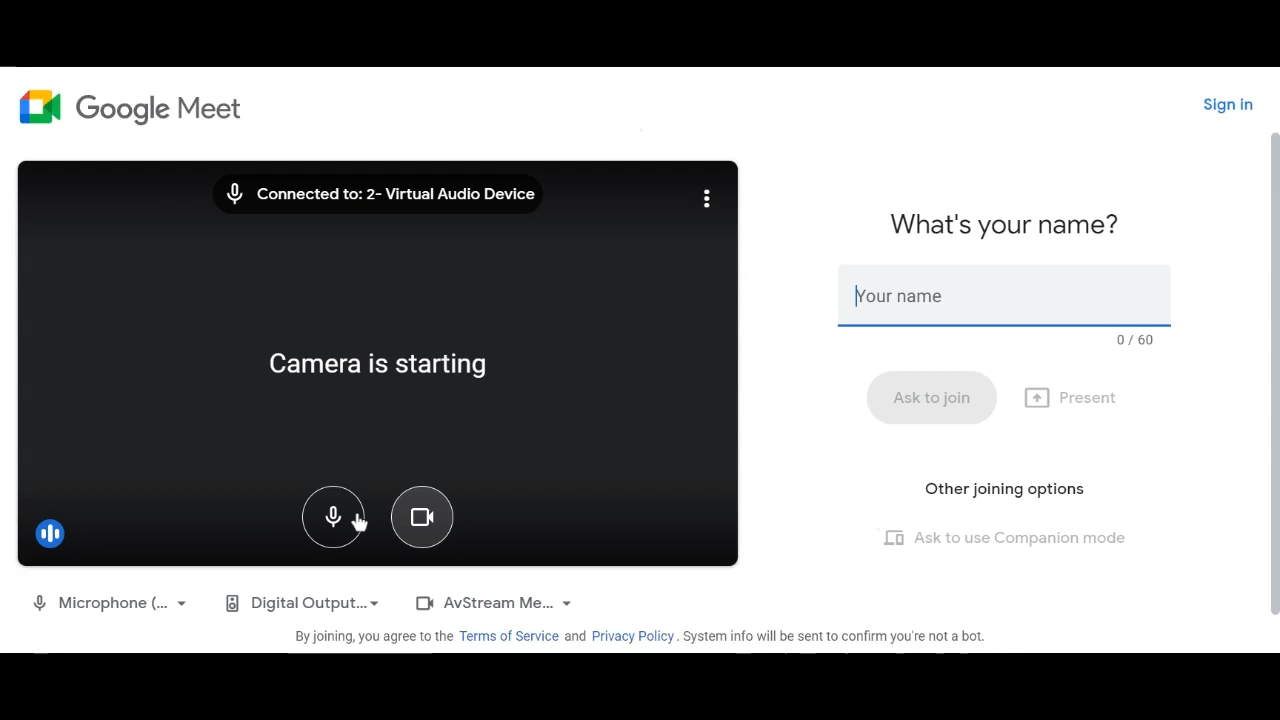 Google Meet
Sign in
Connected to: 2- Virtual Audio Device
Camera is starting
What's your name?
Your name
0 / 60
Ask to join
Present
Other joining options
Ask to use Companion mode
Microphone (...
Digital Output...
AvStream Me...
By joining, you agree to the Terms of Service and Privacy Policy. System info will be sent to confirm you're not a bot.